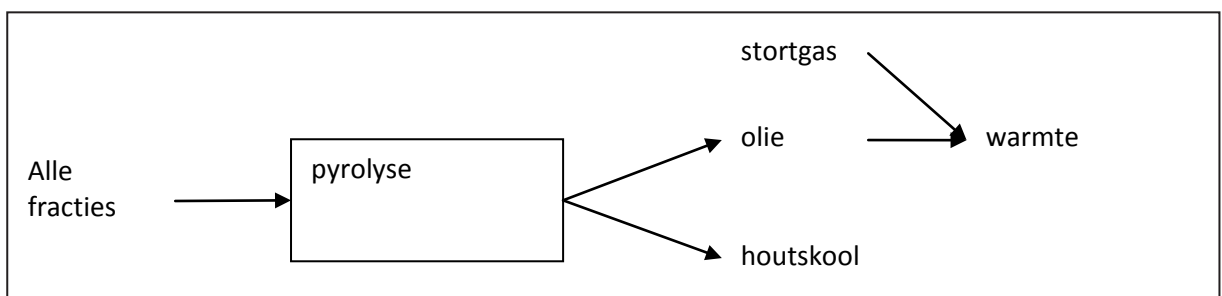 stortgas
olie
warmte
Alle
fracties
pyrolyse
houtskool